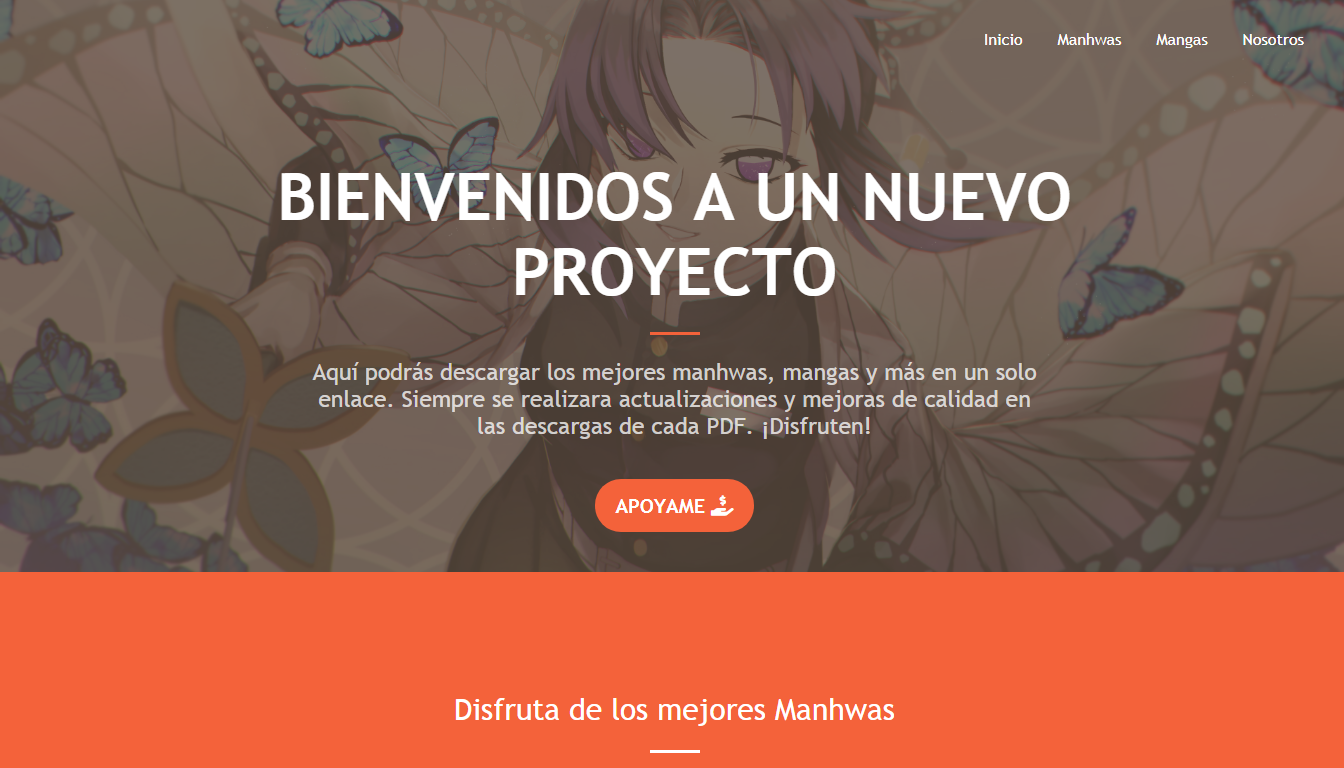 Inicio Manhwas Mangas Nosotros
BIENVENIDOS A UN NUEVO
PROYECTO
Aquí podrás descargar los mejores manhwas, mangas y más en un solo
enlace. Siempre se realizara actualizaciones y mejoras de calidad en
las descargas de cada PDF. ¡Disfruten!
APOYAME
Disfruta de los mejores Manhwas